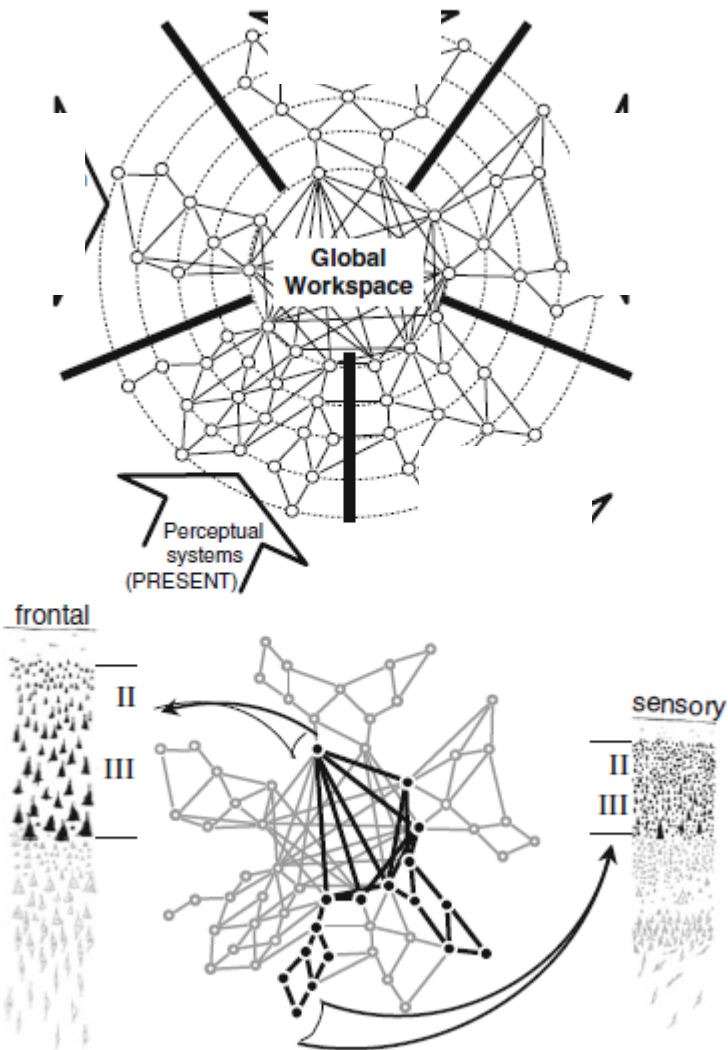 Global
Workspace
Perceptual
systems
(PRESENT)
frontal
II
III
sensory
II
III